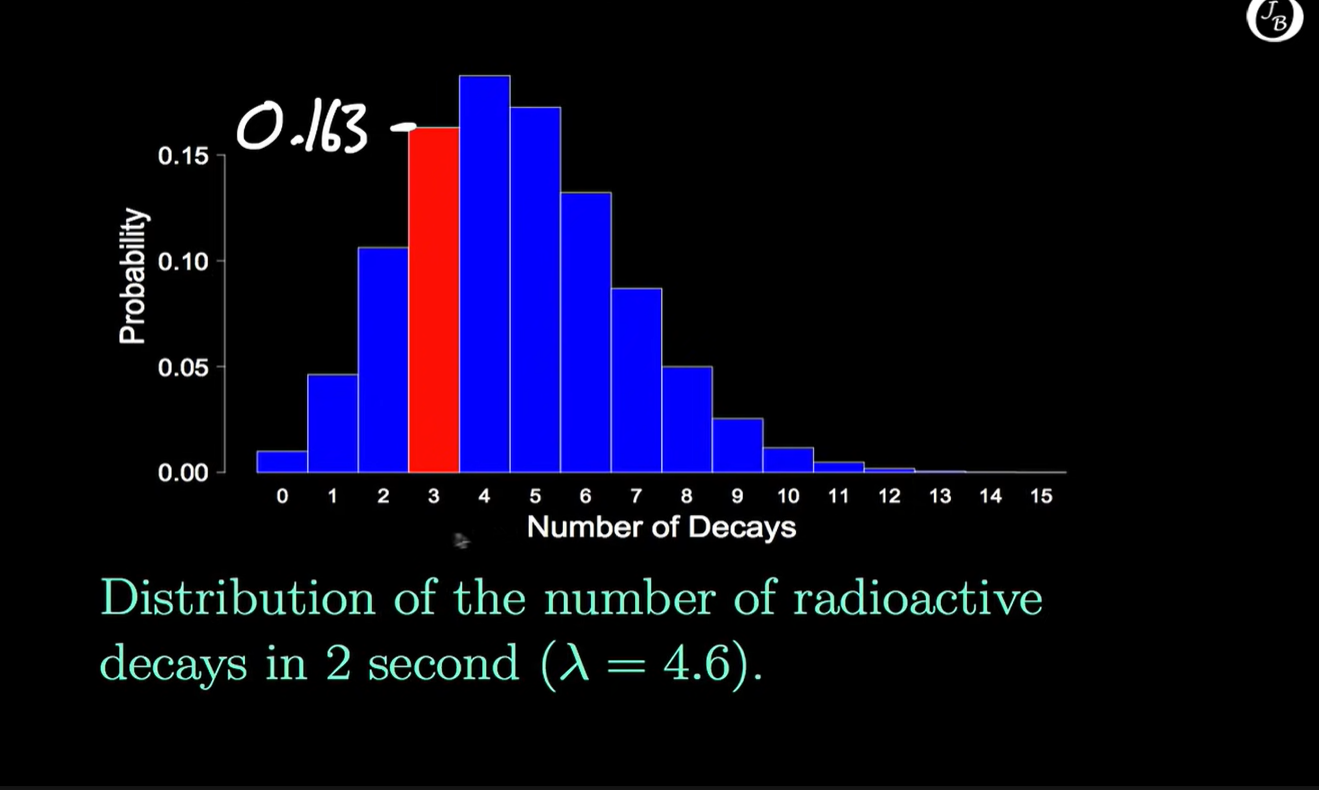 JB
0.163
0.15
0.10
0.05
0.00
Probability
0 1 2 3 4 5 6 7 8 9 10 11 12 13 14 15
Number of Decays
Distribution of the number of radioactive
decays in 2 second (λ = 4.6).